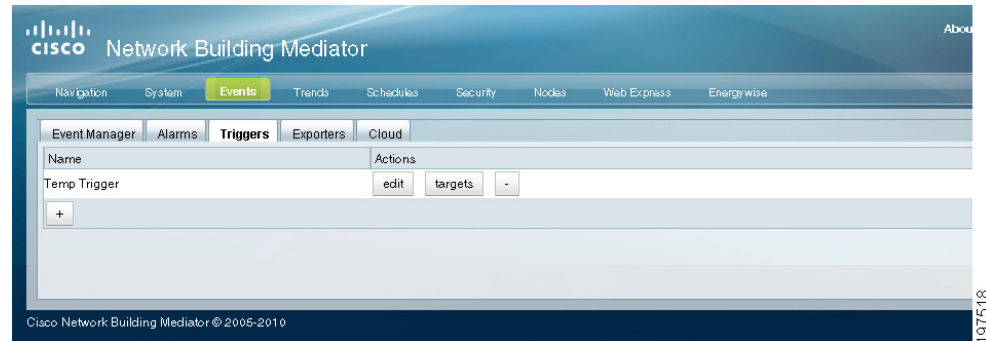 Abou
CISCO Network Building Mediator
Navigation System Events Trends Schedules Security Nodes Web Express Energywise
Event Manager Alarms Triggers Exporters Cloud
Name Actions
Temp Trigger edit targets -
+
Cisco Network Building Mediator © 2005-2010
197518